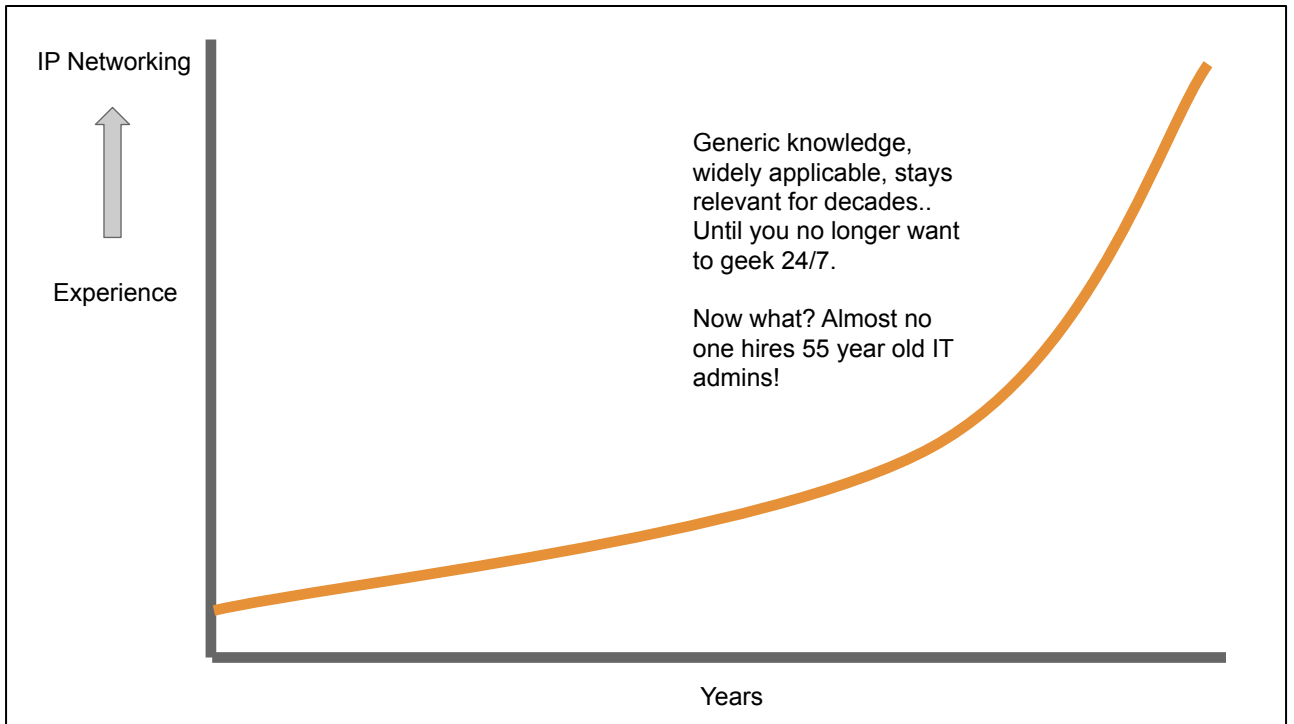 IP Networking
Experience
Generic knowledge,
widely applicable, stays
relevant for decades..
Until you no longer want
to geek 24/7.
Now what? Almost no
one hires 55 year old IT
admins!
Years